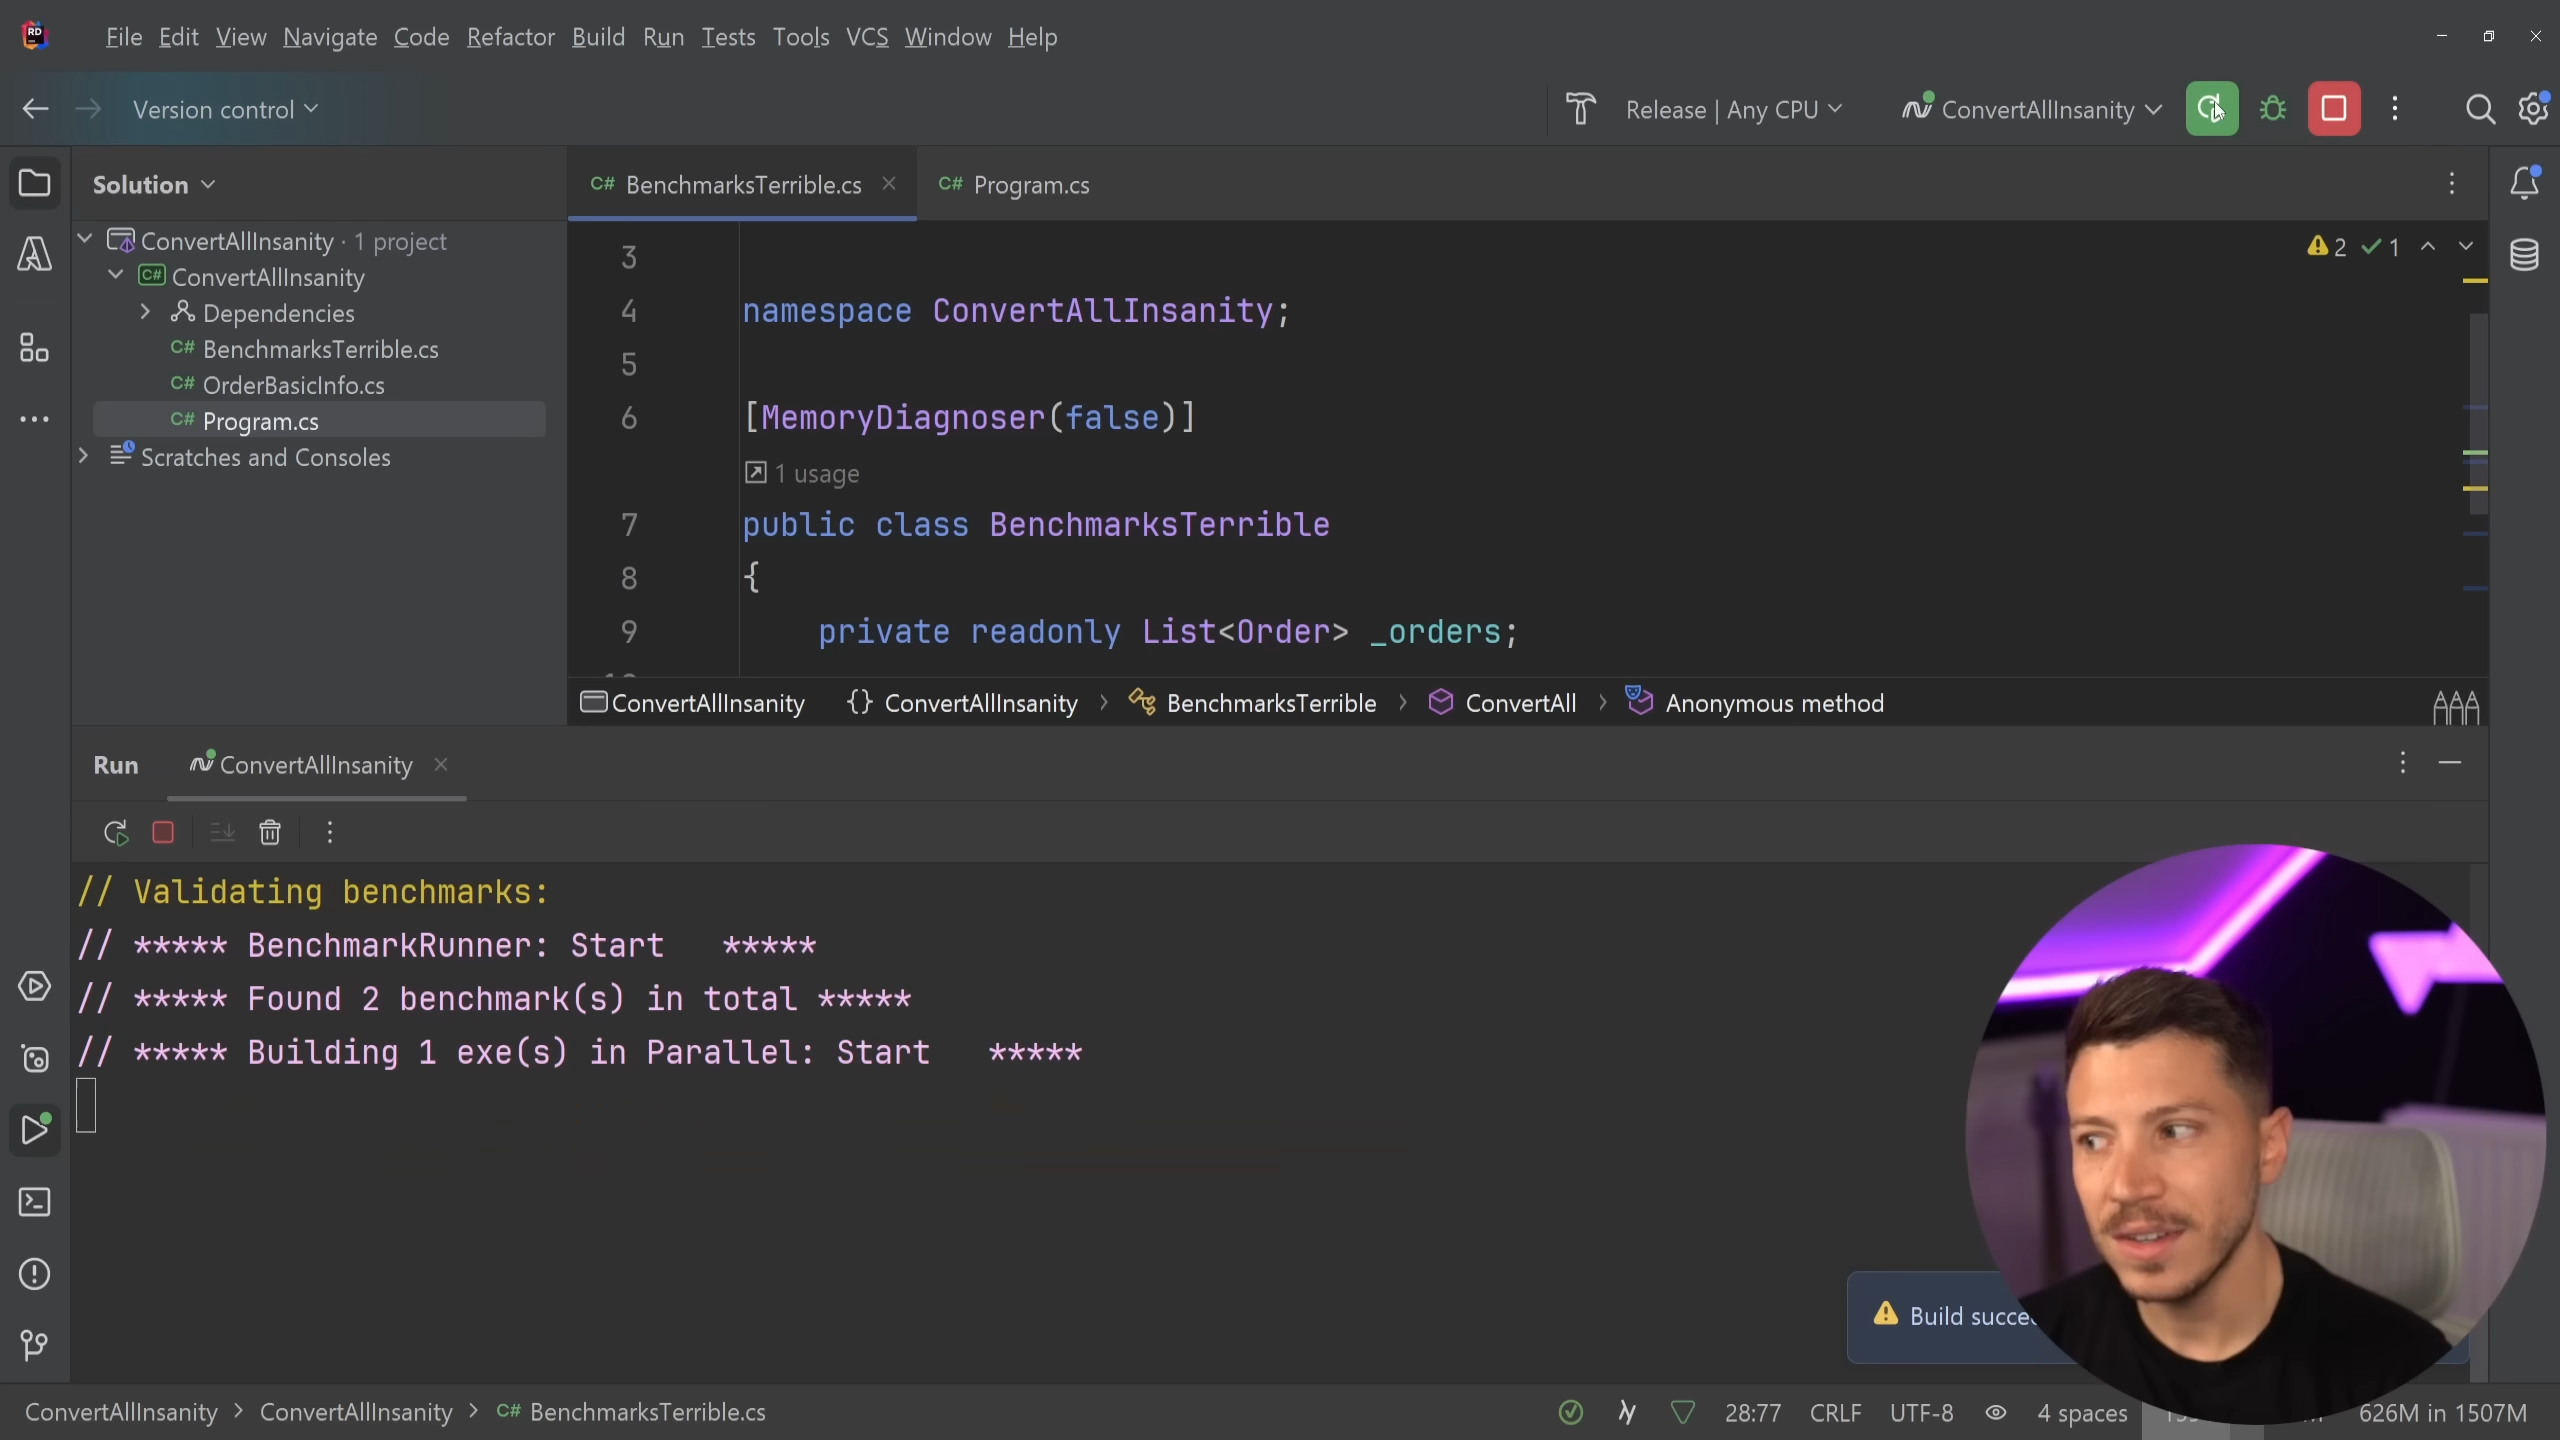 RD
File Edit View Navigate Code Refactor Build Run Tests Tools VCS Window Help
Version control
Release | Any CPU
ConvertAllInsanity
Solution
C# BenchmarksTerrible.cs
C# Program.cs
ConvertAllInsanity · 1 project
C# ConvertAllInsanity
Dependencies
C# BenchmarksTerrible.cs
C# OrderBasicInfo.cs
C# Program.cs
Scratches and Consoles
2 1
3
4 namespace ConvertAllInsanity;
5
6 [MemoryDiagnoser(false)]
1 usage
7 public class BenchmarksTerrible
8 {
9 private readonly List<Order> _orders;
ConvertAllInsanity {} ConvertAllInsanity BenchmarksTerrible ConvertAll Anonymous method
Run ConvertAllInsanity
// Validating benchmarks:
// ***** BenchmarkRunner: Start   *****
// ***** Found 2 benchmark(s) in total *****
// ***** Building 1 exe(s) in Parallel: Start   *****
Build
ConvertAllInsanity ConvertAllInsanity C# BenchmarksTerrible.cs
28:77 CRLF UTF-8 4 spaces 626M in 1507M